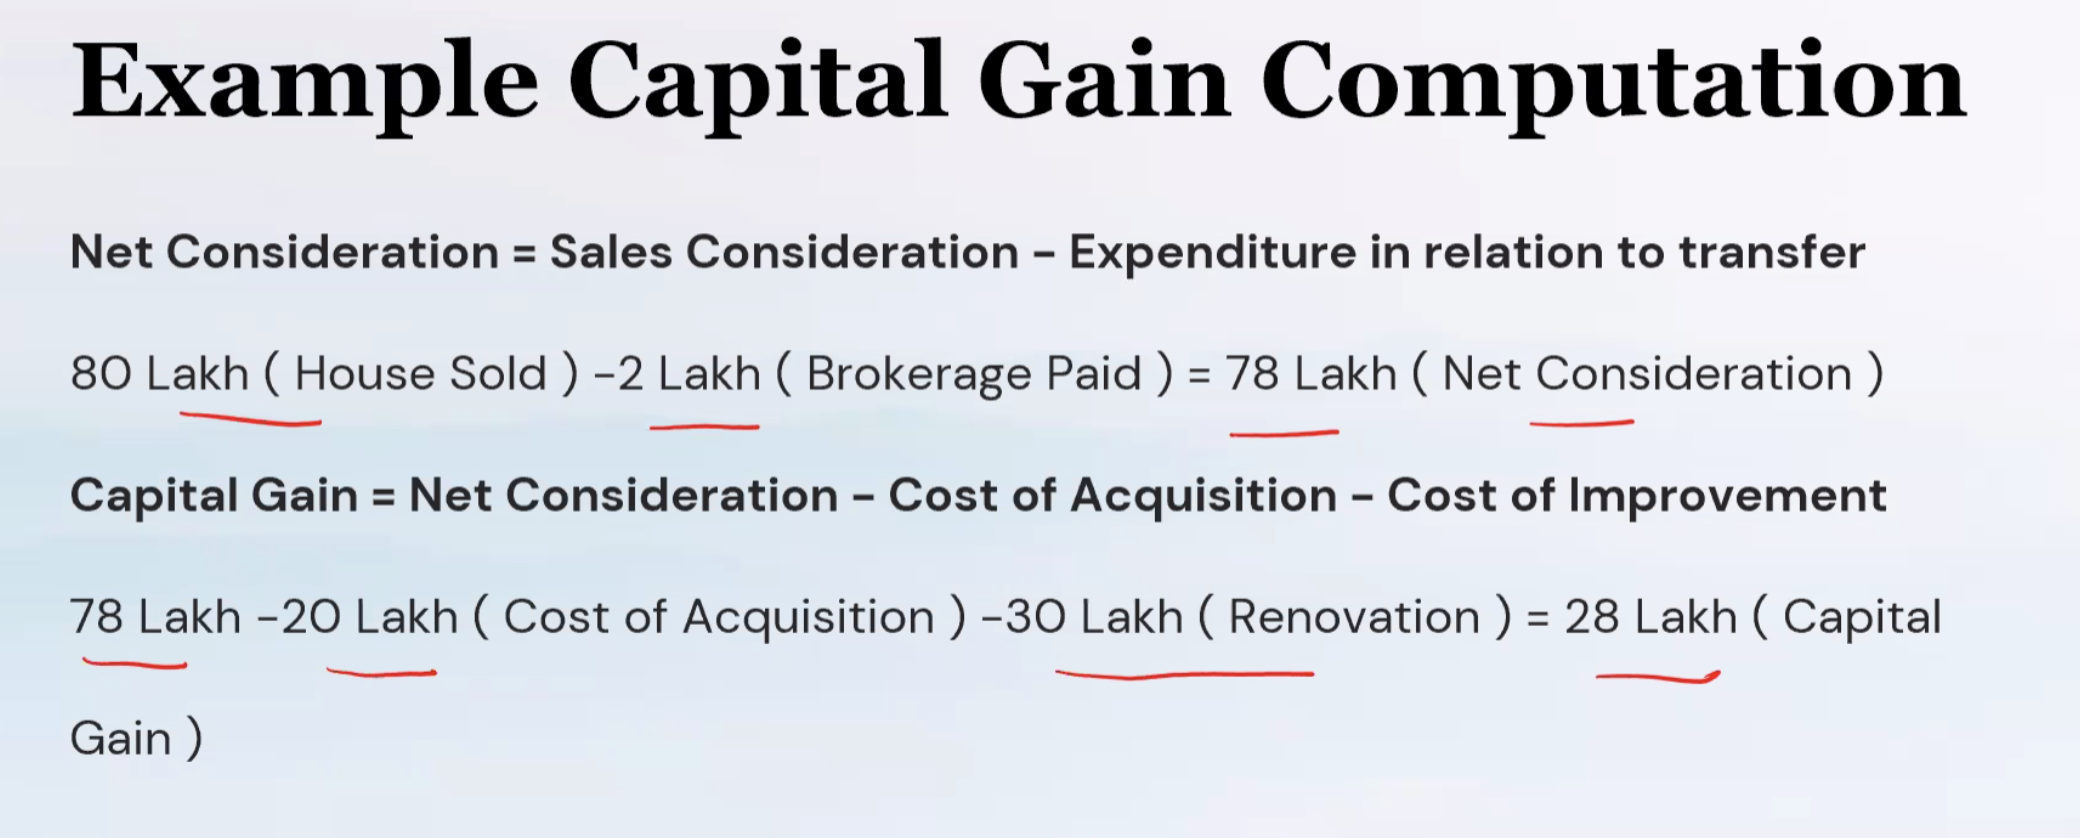 Example Capital Gain Computation
Net Consideration = Sales Consideration – Expenditure in relation to transfer
80 Lakh ( House Sold ) –2 Lakh ( Brokerage Paid ) = 78 Lakh ( Net Consideration )
Capital Gain = Net Consideration – Cost of Acquisition – Cost of Improvement
78 Lakh –20 Lakh ( Cost of Acquisition ) –30 Lakh ( Renovation ) = 28 Lakh ( Capital
Gain )